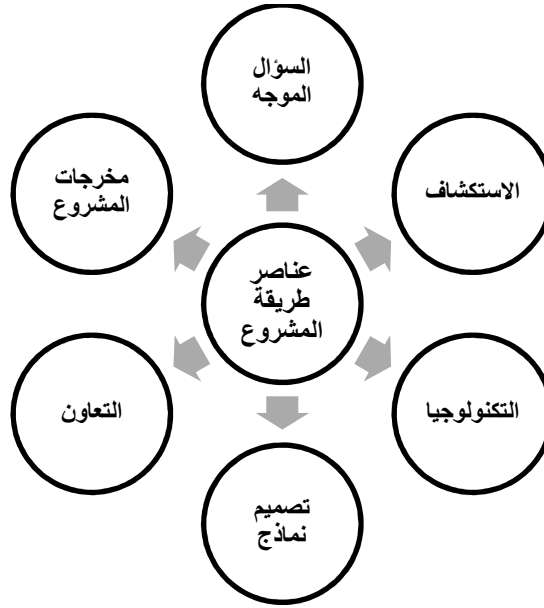 السؤال
الموجه
الاستكشاف
التكنولوجيا
تصميم
نماذج
التعاون
مخرجات
المشروع
عناصر
طريقة
المشروع